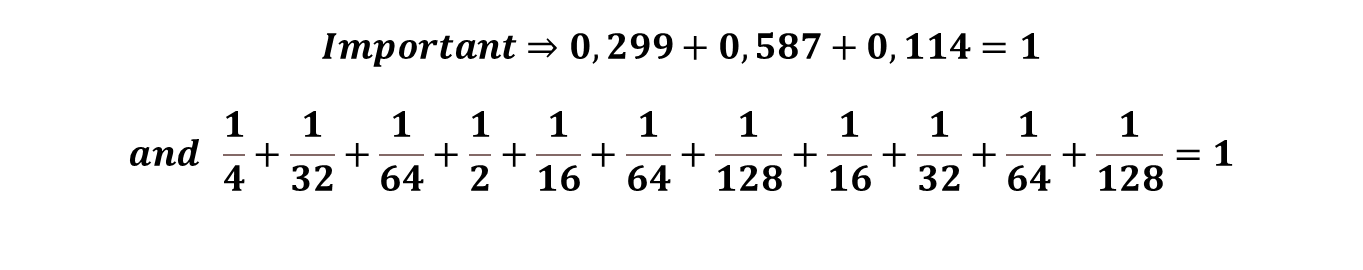 Important ⇒ 0,299 + 0,587 + 0,114 = 1
and 1/4 + 1/32 + 1/64 + 1/2 + 1/16 + 1/64 + 1/128 + 1/16 + 1/32 + 1/64 + 1/128 = 1